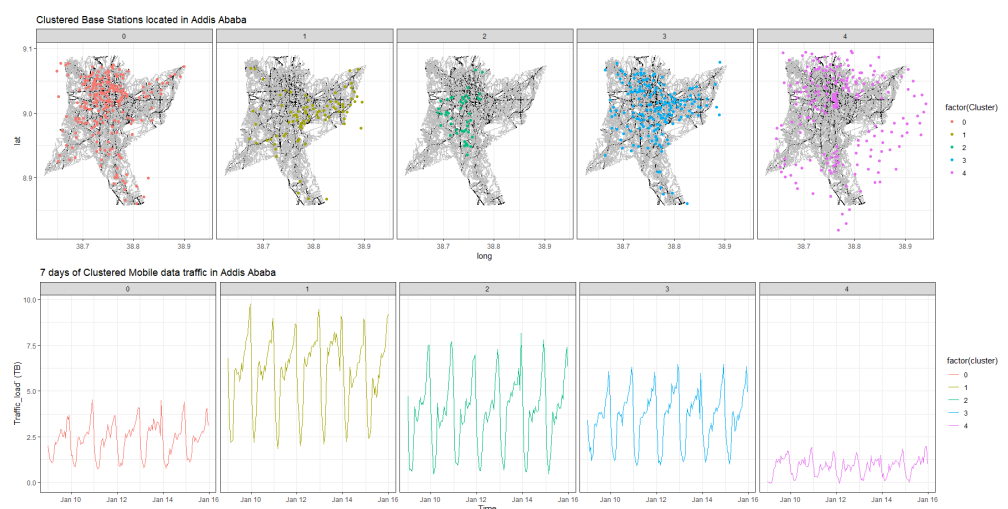 Clustered Base Stations located in Addis Ababa
0 1 2 3 4
9.1
9.0
8.9
lat
38.7 38.8 38.9 38.7 38.8 38.9 38.7 38.8 38.9 38.7 38.8 38.9 38.7 38.8 38.9
long
factor(Cluster)
0
1
2
3
4
7 days of Clustered Mobile data traffic in Addis Ababa
0 1 2 3 4
10.0
7.5
5.0
2.5
0.0
Traffic_load (TB)
Jan 10 Jan 12 Jan 14 Jan 16 Jan 10 Jan 12 Jan 14 Jan 16 Jan 10 Jan 12 Jan 14 Jan 16 Jan 10 Jan 12 Jan 14 Jan 16 Jan 10 Jan 12 Jan 14 Jan 16
Time
factor(cluster)
0
1
2
3
4